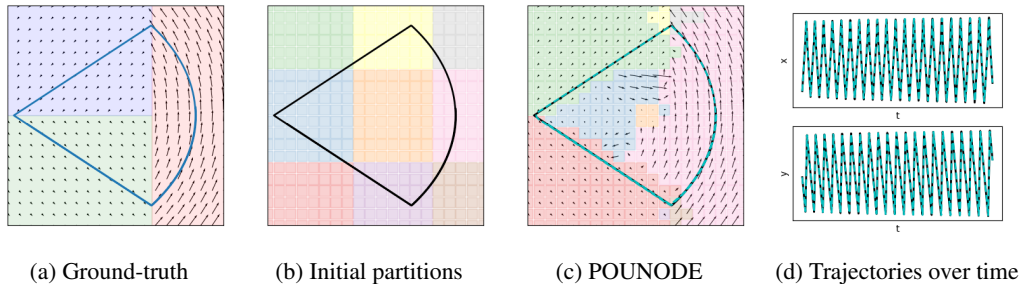 x
t
y
t
(a) Ground-truth
(b) Initial partitions
(c) POUNODE
(d) Trajectories over time